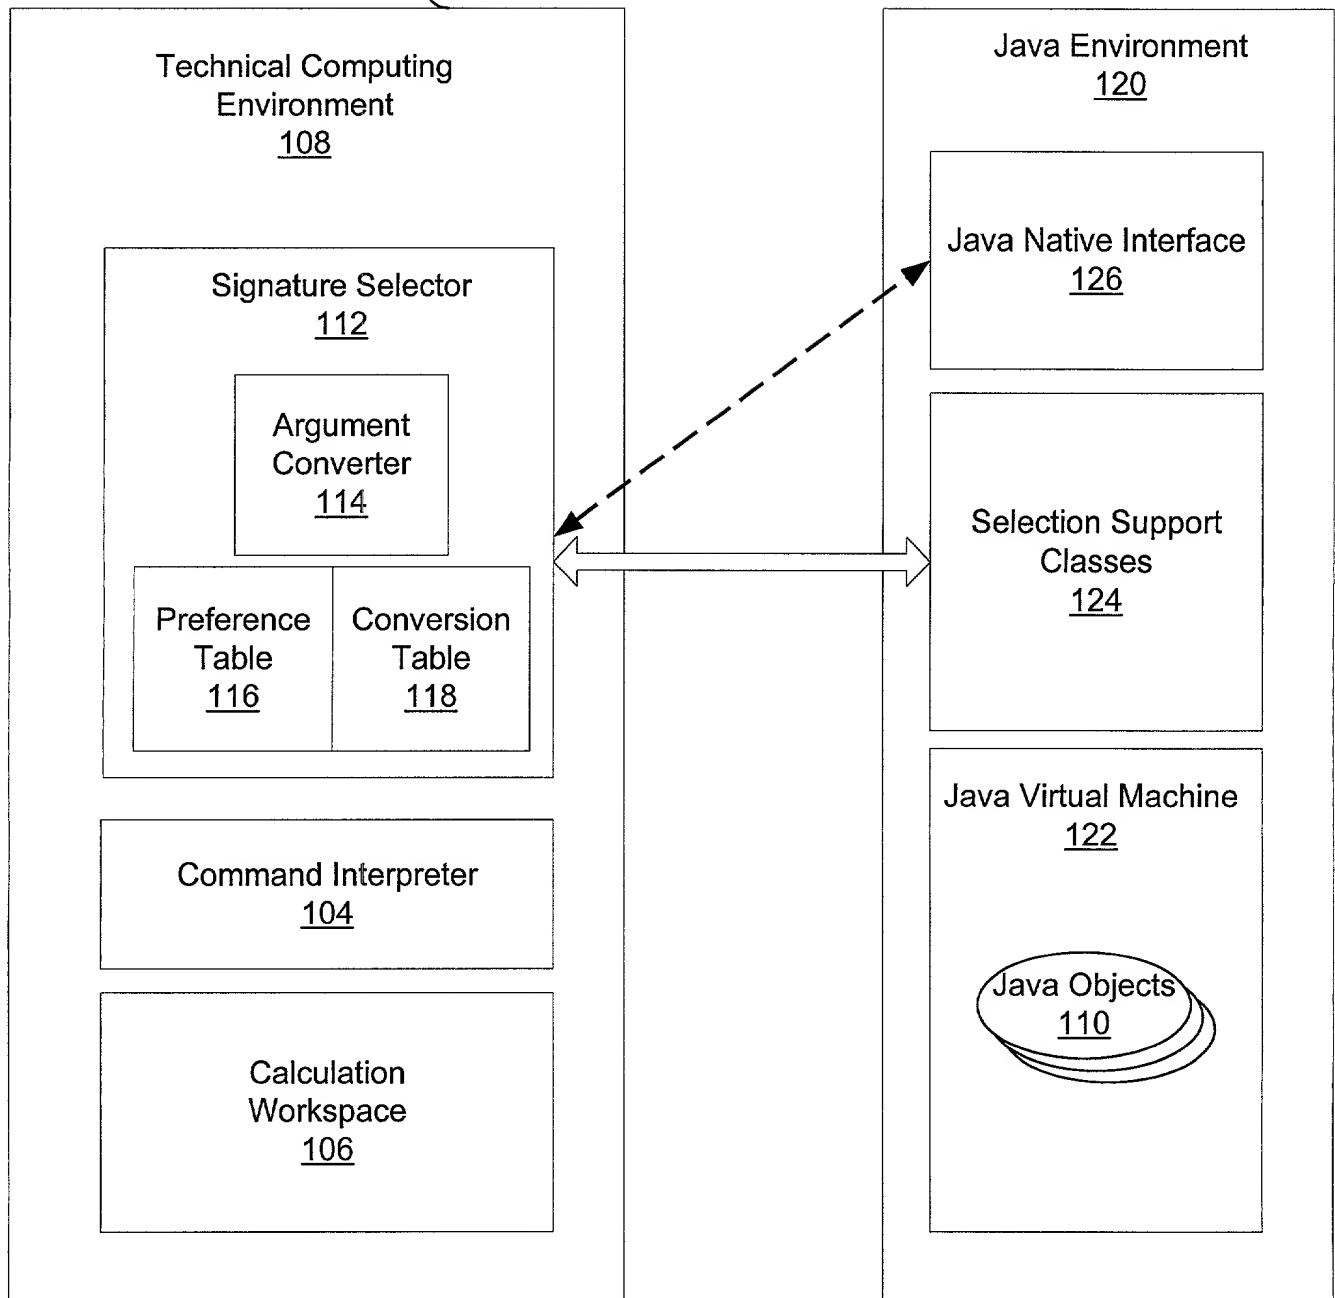 Technical Computing
Environment
108
Signature Selector
112
Argument
Converter
114
Preference
Table
116
Conversion
Table
118
Command Interpreter
104
Calculation
Workspace
106
Java Environment
120
Java Native Interface
126
Selection Support
Classes
124
Java Virtual Machine
122
Java Objects
110